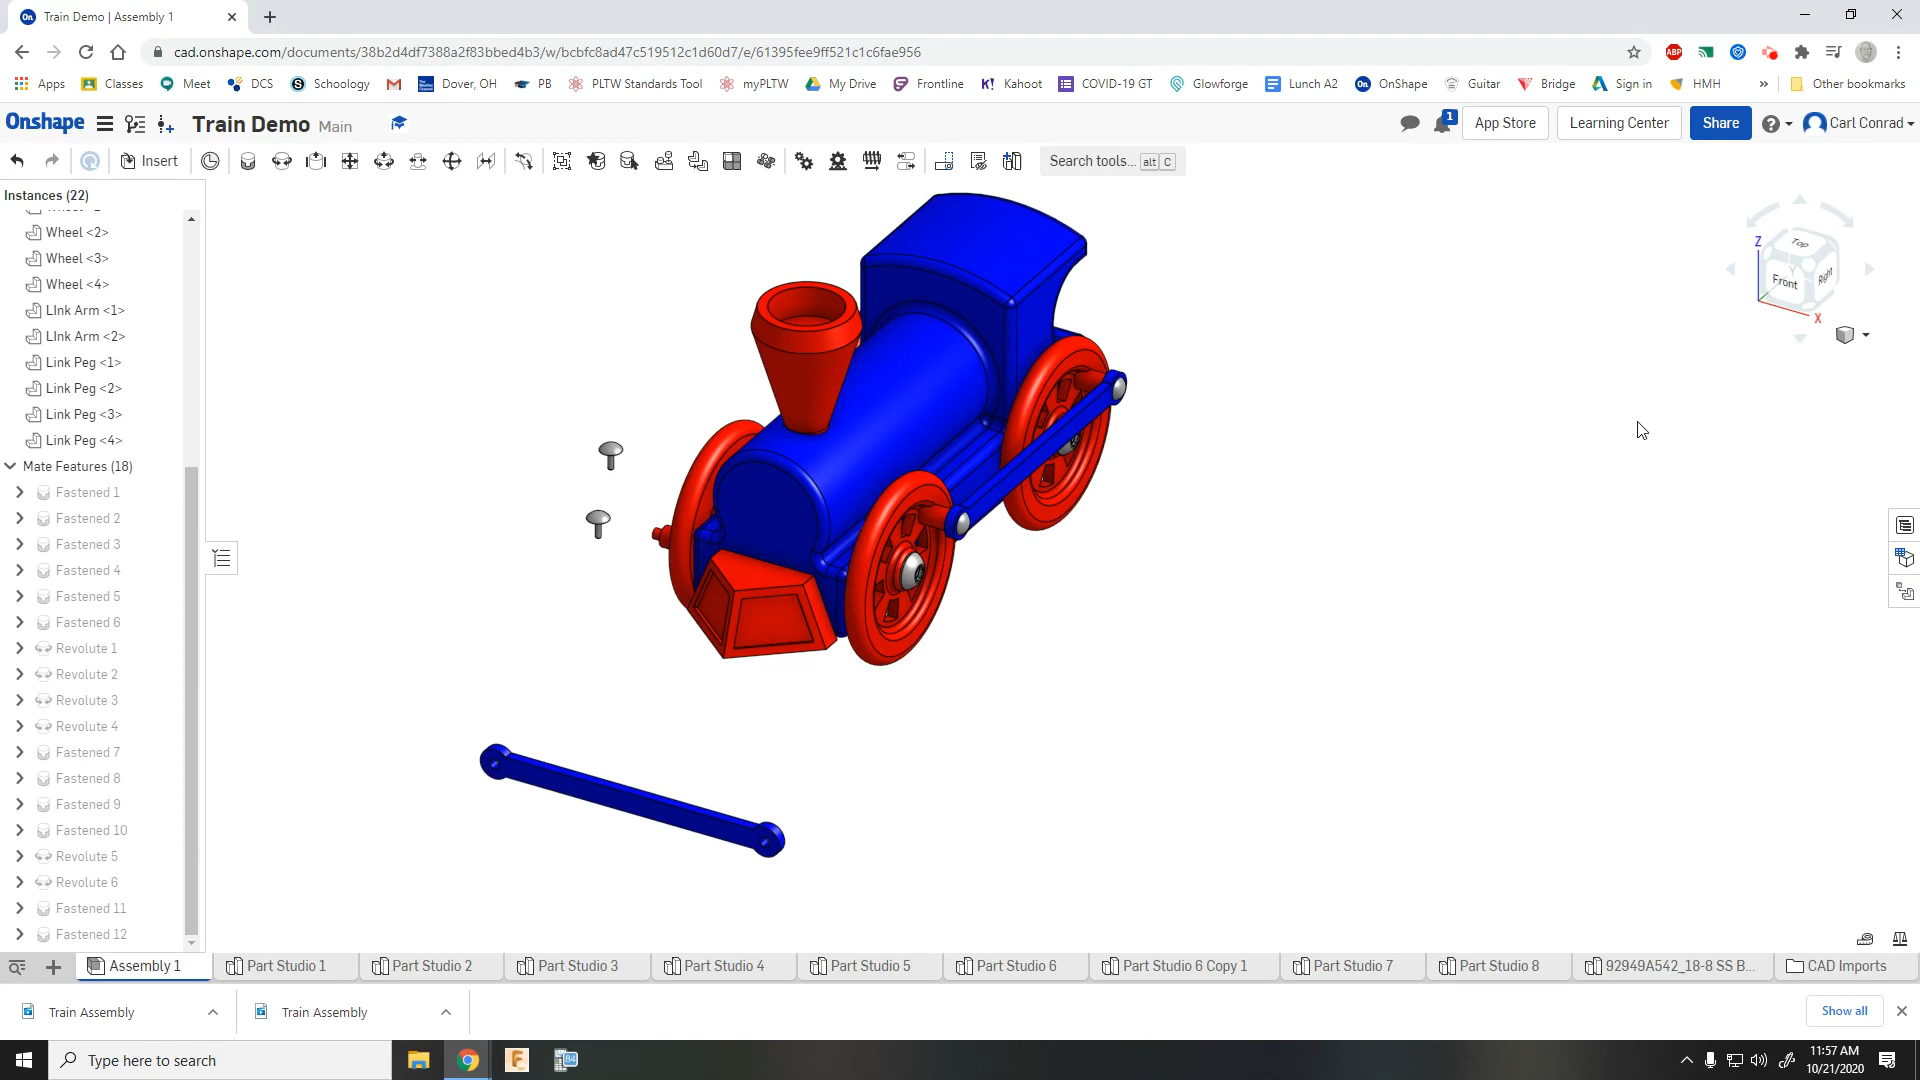 Train Demo | Assembly 1
cad.onshape.com/documents/38b2d4df7388a2f83bbed4b3/w/bcbfc8ad47c519512c1d60d7/e/61395fee9ff521c1c6fae956
ABP
Apps Classes Meet DCS Schoology Dover, OH PB PLTW Standards Tool myPLTW My Drive Frontline Kahoot COVID-19 GT Glowforge Lunch A2 OnShape Guitar Bridge Sign in HMH » Other bookmarks
Onshape Train Demo Main 1 App Store Learning Center Share Carl Conrad
Insert Search tools... alt C
Instances (22)
Wheel <2>
Wheel <3>
Wheel <4>
LInk Arm <1>
LInk Arm <2>
Link Peg <1>
Link Peg <2>
Link Peg <3>
Link Peg <4>
Mate Features (18)
Fastened 1
Fastened 2
Fastened 3
Fastened 4
Fastened 5
Fastened 6
Revolute 1
Revolute 2
Revolute 3
Revolute 4
Fastened 7
Fastened 8
Fastened 9
Fastened 10
Revolute 5
Revolute 6
Fastened 11
Fastened 12
Z
Top
Y
Front
Right
X
Assembly 1 Part Studio 1 Part Studio 2 Part Studio 3 Part Studio 4 Part Studio 5 Part Studio 6 Part Studio 6 Copy 1 Part Studio 7 Part Studio 8 92949A542_18-8 SS B... CAD Imports
Train Assembly Train Assembly Show all
Type here to search
11:57 AM
10/21/2020